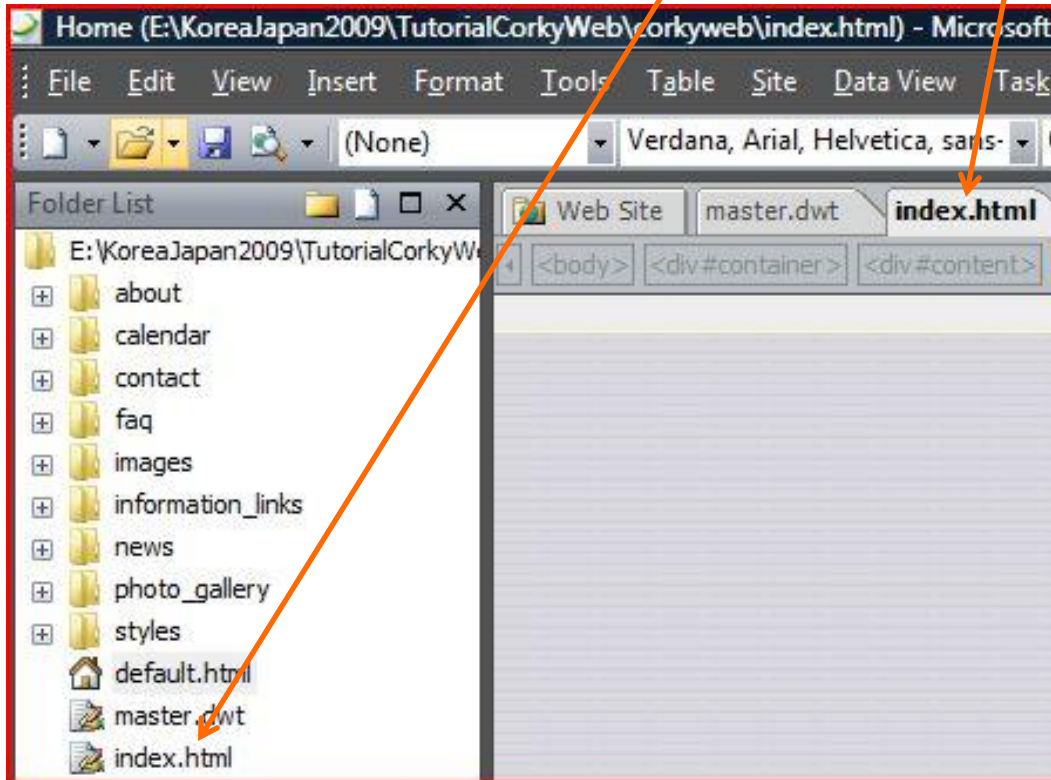 Home (E:\KoreaJapan2009\TutorialCorkyWeb\corkyweb\index.html) - Microsoft
File Edit View Insert Format Tools Table Site Data View Task
(None) Verdana, Arial, Helvetica, sans-
Folder List
Web Site master.dwt index.html
E:\KoreaJapan2009\TutorialCorkyWe
<body> <div#container> <div#content>
about
calendar
contact
faq
images
information_links
news
photo_gallery
styles
default.html
master.dwt
index.html